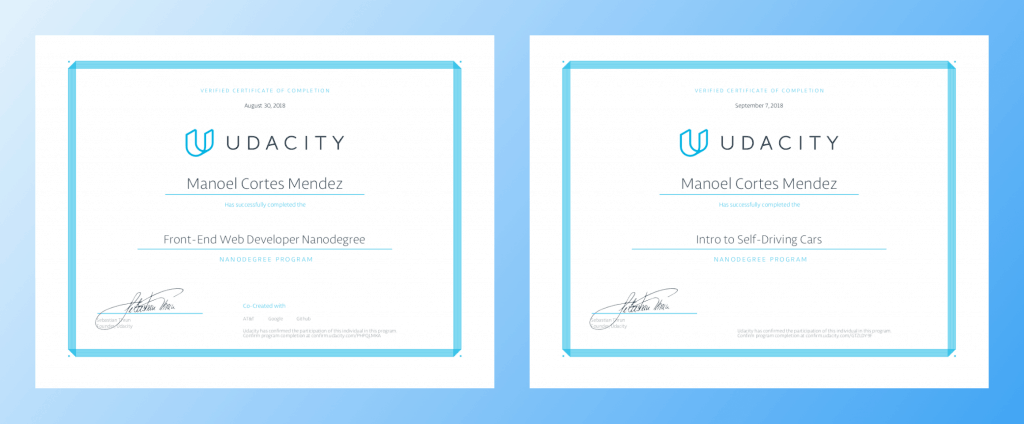 VERIFIED CERTIFICATE OF COMPLETION
August 30, 2018
UDACITY
Manoel Cortes Mendez
Has successfully completed the
Front-End Web Developer Nanodegree
NANODEGREE PROGRAM
Co-Created with
AT&T Google GitHub
Sebastian Thrun
Founder, Udacity
Udacity has confirmed the participation of this individual in this program
Confirm program completion at confirm.udacity.com/
VERIFIED CERTIFICATE OF COMPLETION
September 7, 2018
UDACITY
Manoel Cortes Mendez
Has successfully completed the
Intro to Self-Driving Cars
NANODEGREE PROGRAM
Sebastian Thrun
Founder, Udacity
Udacity has confirmed the participation of this individual in this program
Confirm program completion at confirm.udacity.com/